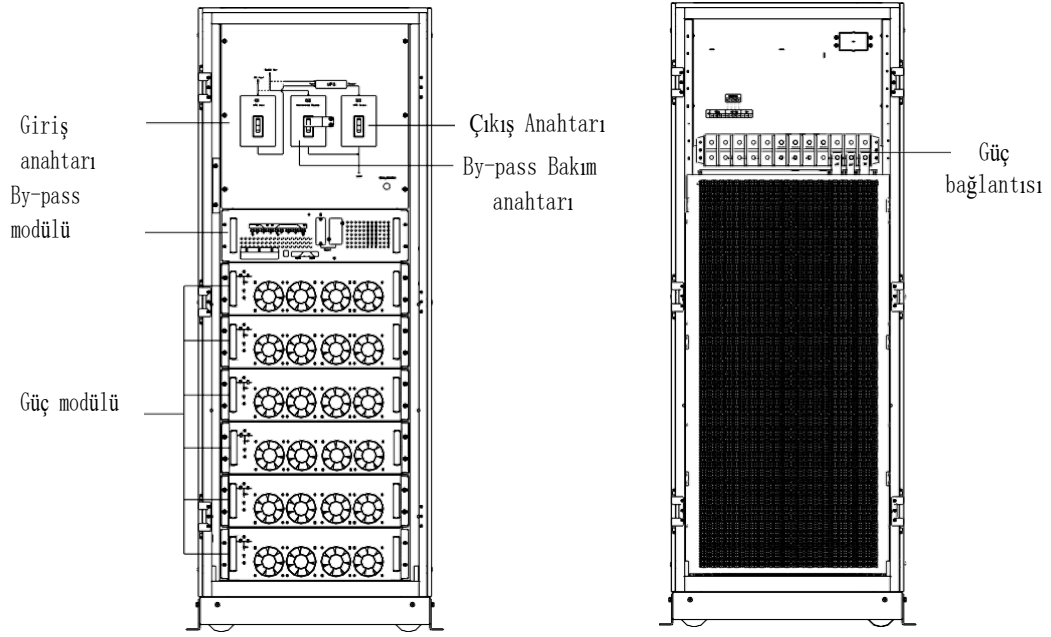 Giriş
anahtarı
By-pass
modülü
Güç modülü
Çıkış Anahtarı
By-pass Bakım
anahtarı
Güç
bağlantısı